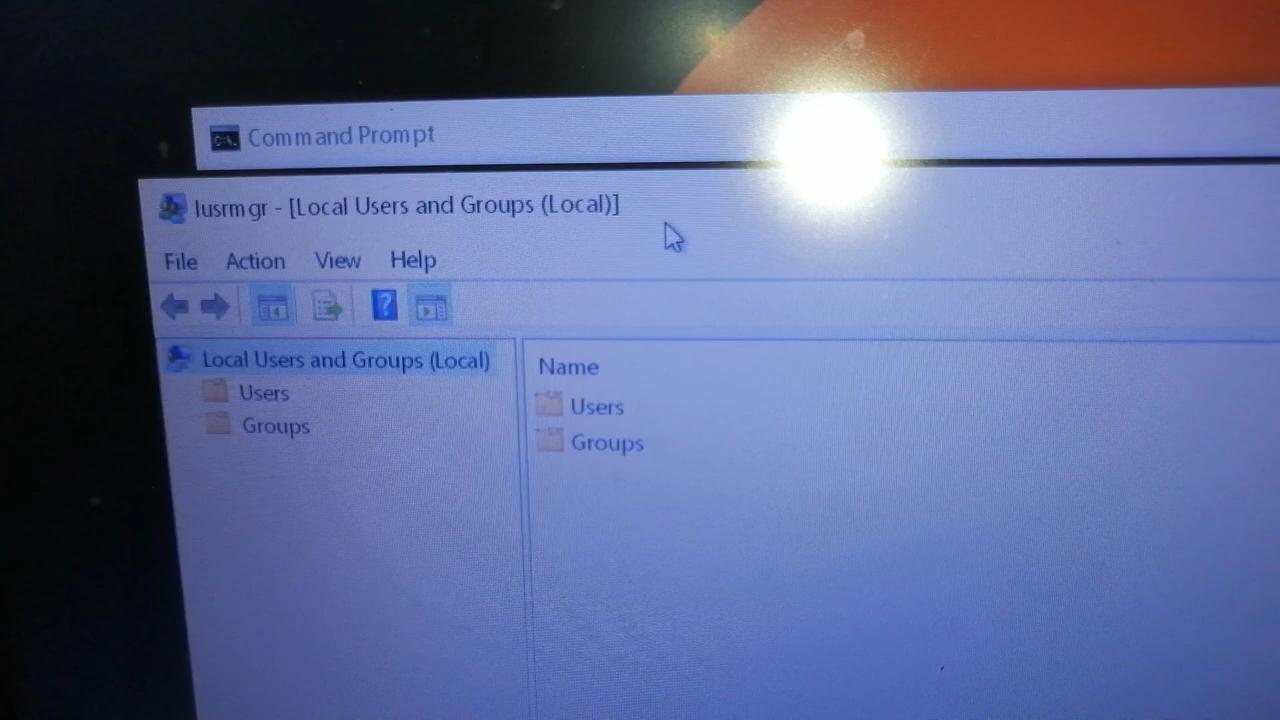 Command Prompt
lusrmgr - [Local Users and Groups (Local)]
File Action View Help
Local Users and Groups (Local)
Users
Groups
Name
Users
Groups